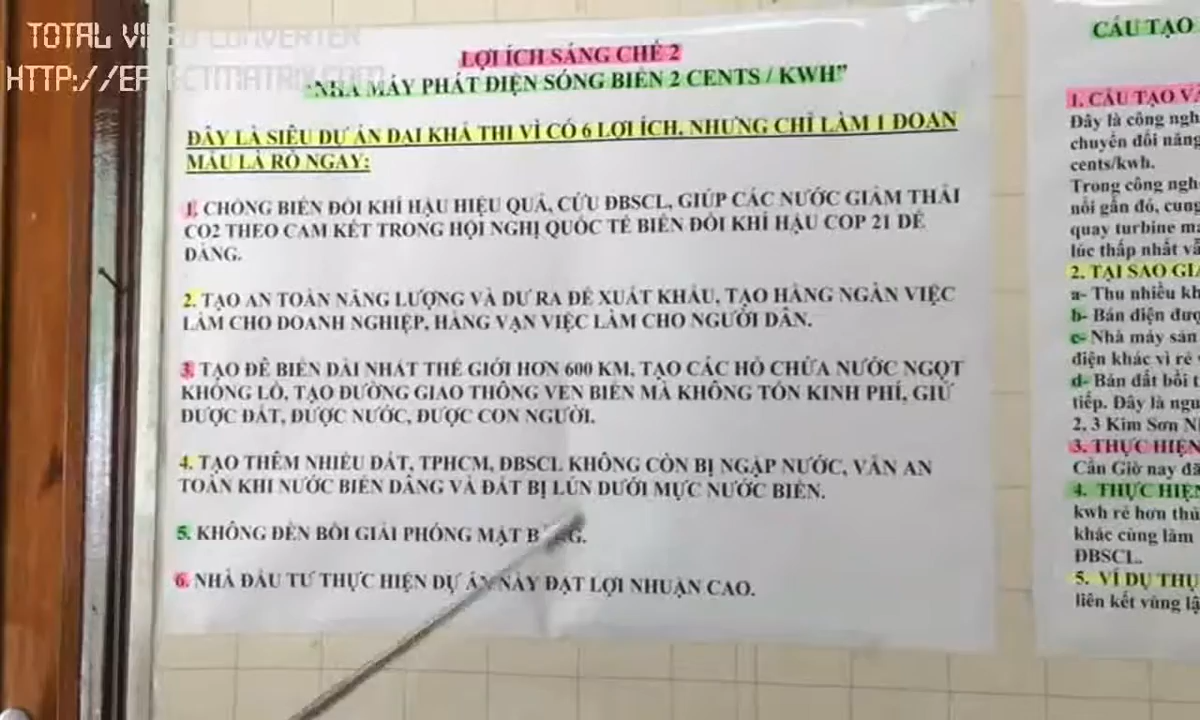 TOTAL VIDEO CONVERTER
HTTP://EFFECTMATRIX.COM
LỢI ÍCH SÁNG CHẾ 2
"NHÀ MÁY PHÁT ĐIỆN SÓNG BIỂN 2 CENTS / KWH"
ĐÂY LÀ SIÊU DỰ ÁN ĐẠI KHẢ THI VÌ CÓ 6 LỢI ÍCH. NHƯNG CHỈ LÀM 1 ĐOẠN
MẪU LÀ RÕ NGAY:
1. CHỐNG BIẾN ĐỔI KHÍ HẬU HIỆU QUẢ, CỨU ĐBSCL, GIÚP CÁC NƯỚC GIẢM THẢI
CO2 THEO CAM KẾT TRONG HỘI NGHỊ QUỐC TẾ BIẾN ĐỔI KHÍ HẬU COP 21 DỄ
DÀNG.
2. TẠO AN TOÀN NĂNG LƯỢNG VÀ DƯ RA ĐỂ XUẤT KHẨU, TẠO HÀNG NGÀN VIỆC
LÀM CHO DOANH NGHIỆP, HÀNG VẠN VIỆC LÀM CHO NGƯỜI DÂN.
3. TẠO ĐÊ BIỂN DÀI NHẤT THẾ GIỚI HƠN 600 KM, TẠO CÁC HỒ CHỨA NƯỚC NGỌT
KHỔNG LỒ, TẠO ĐƯỜNG GIAO THÔNG VEN BIỂN MÀ KHÔNG TỐN KINH PHÍ, GIỮ
ĐƯỢC ĐẤT, ĐƯỢC NƯỚC, ĐƯỢC CON NGƯỜI.
4. TẠO THÊM NHIỀU ĐẤT, TPHCM, ĐBSCL KHÔNG CÒN BỊ NGẬP NƯỚC, VẪN AN
TOÀN KHI NƯỚC BIỂN DÂNG VÀ ĐẤT BỊ LÚN DƯỚI MỰC NƯỚC BIỂN.
5. KHÔNG ĐỀN BỒI GIẢI PHÓNG MẶT BẰNG.
6. NHÀ ĐẦU TƯ THỰC HIỆN DỰ ÁN NÀY ĐẠT LỢI NHUẬN CAO.
CẤU TẠO
1. CẤU TẠO VÀ
Đây là công ngh
chuyển đổi năng
cents/kwh.
Trong công ngh
nổi gần đó, cung
quay turbine mà
lúc thấp nhất vẫ
2. TẠI SAO GIÁ
a- Thu nhiều kh
b- Bán điện đượ
c- Nhà máy sản
điện khác vì rẻ
d- Bán đất bồi
tiếp. Đây là ngu
2, 3 Kim Sơn Ni
3. THỰC HIỆN
Cần Giờ nay đã
4. THỰC HIỆN
kwh rẻ hơn thủ
khác cùng làm
ĐBSCL.
5. VÍ DỤ THỤ
liên kết vùng lậ